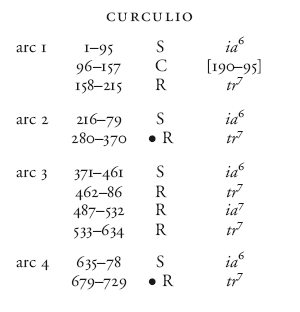 CURCULIO
arc 1 1–95 S ia⁶
96–157 C [190–95]
158–215 R tr⁷
arc 2 216–79 S ia⁶
280–370 • R tr⁷
arc 3 371–461 S ia⁶
462–86 R tr⁷
487–532 R ia⁷
533–634 R tr⁷
arc 4 635–78 S ia⁶
679–729 • R tr⁷